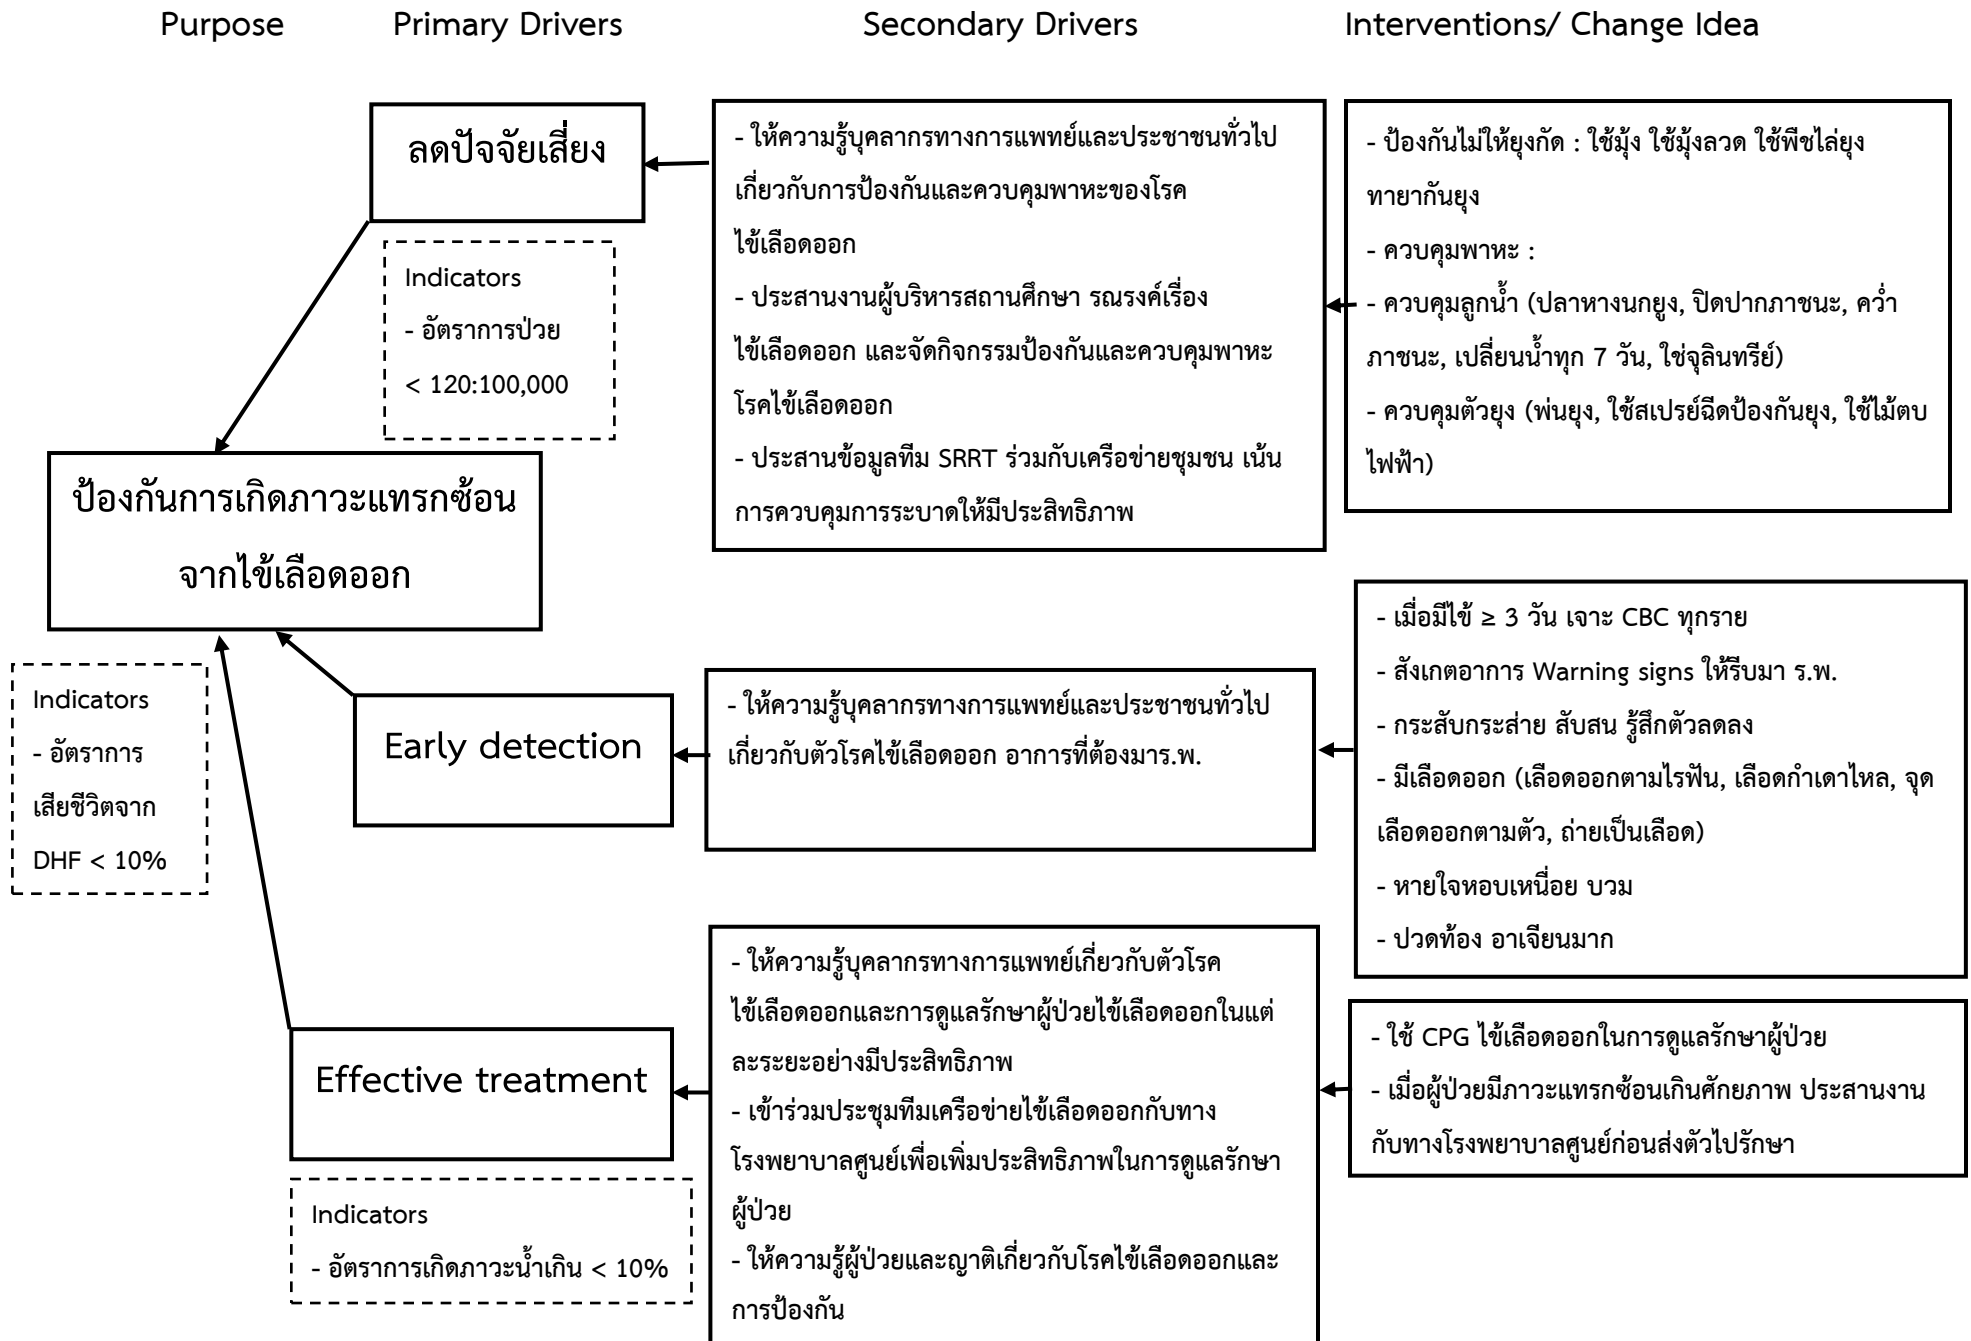 Purpose
Primary Drivers
Secondary Drivers
Interventions/ Change Idea
ลดปัจจัยเสี่ยง
Indicators
- อัตราการป่วย
< 120:100,000
- ให้ความรู้บุคลากรทางการแพทย์และประชาชนทั่วไป
เกี่ยวกับการป้องกันและควบคุมพาหะของโรค
ไข้เลือดออก
- ประสานงานผู้บริหารสถานศึกษา รณรงค์เรื่อง
ไข้เลือดออก และจัดกิจกรรมป้องกันและควบคุมพาหะ
โรคไข้เลือดออก
- ประสานข้อมูลทีม SRRT ร่วมกับเครือข่ายชุมชน เน้น
การควบคุมการระบาดให้มีประสิทธิภาพ
- ป้องกันไม่ให้ยุงกัด : ใช้มุ้ง ใช้มุ้งลวด ใช้พืชไล่ยุง
ทายากันยุง
- ควบคุมพาหะ :
- ควบคุมลูกน้ำ (ปลาหางนกยูง, ปิดปากภาชนะ, คว่ำ
ภาชนะ, เปลี่ยนน้ำทุก 7 วัน, ใช่จุลินทรีย์)
- ควบคุมตัวยุง (พ่นยุง, ใช้สเปรย์ฉีดป้องกันยุง, ใช้ไม้ตบ
ไฟฟ้า)
ป้องกันการเกิดภาวะแทรกซ้อน
จากไข้เลือดออก
Indicators
- อัตราการ
เสียชีวิตจาก
DHF < 10%
Early detection
- ให้ความรู้บุคลากรทางการแพทย์และประชาชนทั่วไป
เกี่ยวกับตัวโรคไข้เลือดออก อาการที่ต้องมาร.พ.
- เมื่อมีไข้ ≥ 3 วัน เจาะ CBC ทุกราย
- สังเกตอาการ Warning signs ให้รีบมา ร.พ.
- กระสับกระส่าย สับสน รู้สึกตัวลดลง
- มีเลือดออก (เลือดออกตามไรฟัน, เลือดกำเดาไหล, จุด
เลือดออกตามตัว, ถ่ายเป็นเลือด)
- หายใจหอบเหนื่อย บวม
- ปวดท้อง อาเจียนมาก
Effective treatment
Indicators
- อัตราการเกิดภาวะน้ำเกิน < 10%
- ให้ความรู้บุคลากรทางการแพทย์เกี่ยวกับตัวโรค
ไข้เลือดออกและการดูแลรักษาผู้ป่วยไข้เลือดออกในแต่
ละระยะอย่างมีประสิทธิภาพ
- เข้าร่วมประชุมทีมเครือข่ายไข้เลือดออกกับทาง
โรงพยาบาลศูนย์เพื่อเพิ่มประสิทธิภาพในการดูแลรักษา
ผู้ป่วย
- ให้ความรู้ผู้ป่วยและญาติเกี่ยวกับโรคไข้เลือดออกและ
การป้องกัน
- ใช้ CPG ไข้เลือดออกในการดูแลรักษาผู้ป่วย
- เมื่อผู้ป่วยมีภาวะแทรกซ้อนเกินศักยภาพ ประสานงาน
กับทางโรงพยาบาลศูนย์ก่อนส่งตัวไปรักษา